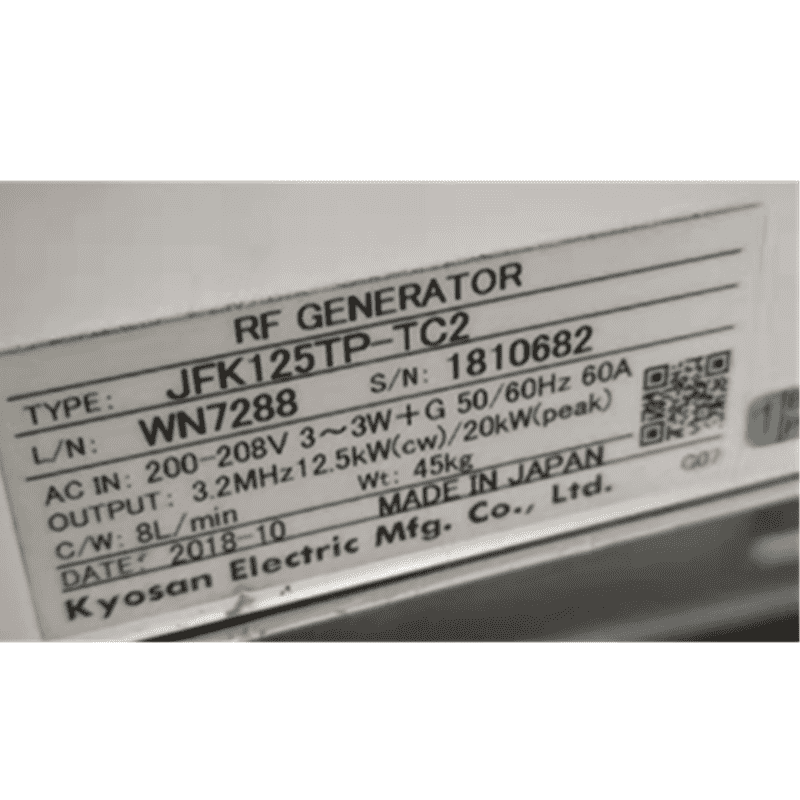 RF GENERATOR
TYPE: JFK125TP-TC2
L/N: WN7288 S/N: 1810682
AC IN: 200-208V 3~3W+G 50/60Hz 60A
OUTPUT: 3.2MHz12.5kW(cw)/20kW(peak)
C/W: 8L/min Wt: 45kg
DATE: 2018-10 MADE IN JAPAN
Kyosan Electric Mfg. Co., Ltd.
G07
1